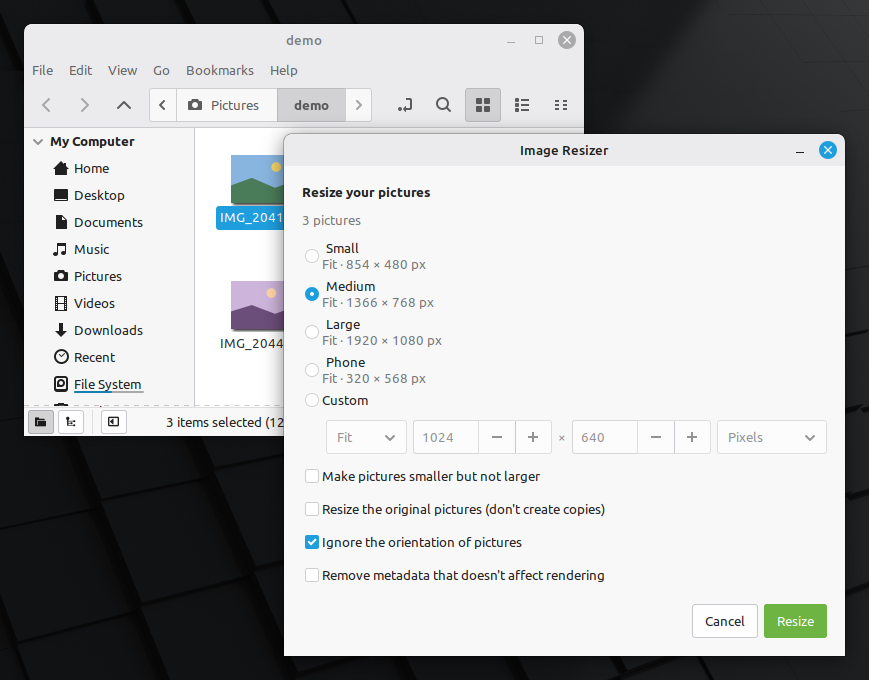 demo
File Edit View Go Bookmarks Help
Pictures demo
My Computer
Home
Desktop
Documents
Music
Pictures
Videos
Downloads
Recent
File System
IMG_2041
IMG_2044
3 items selected (12
Image Resizer
Resize your pictures
3 pictures
Small
Fit · 854 × 480 px
Medium
Fit · 1366 × 768 px
Large
Fit · 1920 × 1080 px
Phone
Fit · 320 × 568 px
Custom
Fit 1024 − + × 640 − + Pixels
Make pictures smaller but not larger
Resize the original pictures (don't create copies)
Ignore the orientation of pictures
Remove metadata that doesn't affect rendering
Cancel Resize